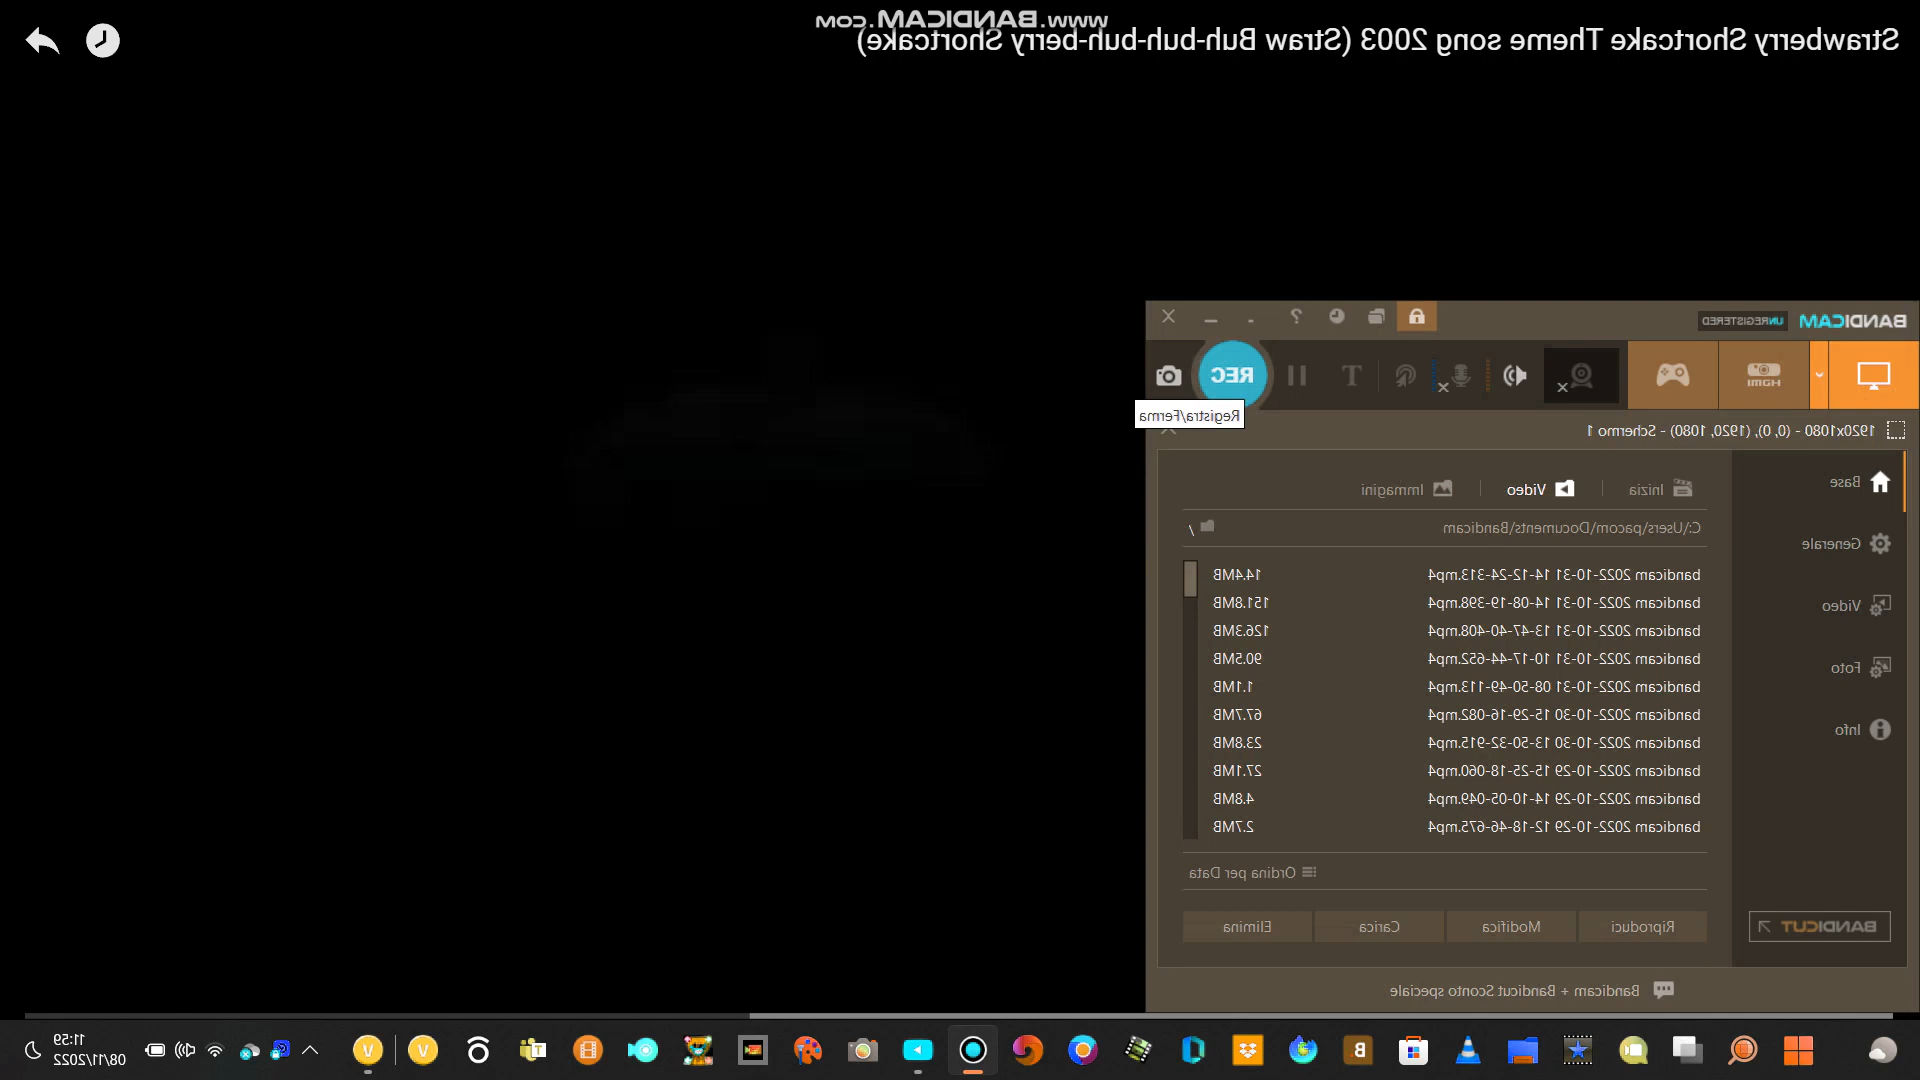 www.BANDICAM.com
Strawberry Shortcake Theme song 2003 (Straw Buh-buh-buh-berry Shortcake)
BANDICAM UNREGISTERED
?
REC
T
Registra/Ferma
1920x1080 - (0, 0), (1920, 1080) - Schermo 1
Base
Generale
Video
Foto
Info
BANDICUT
Inizia
Video
Immagini
C:\Users\pacom\Documents\Bandicam
bandicam 2022-10-31 14-12-24-313.mp4 14.4MB
bandicam 2022-10-31 14-08-19-398.mp4 151.8MB
bandicam 2022-10-31 13-47-40-408.mp4 126.3MB
bandicam 2022-10-31 10-17-44-652.mp4 90.5MB
bandicam 2022-10-31 08-50-49-113.mp4 1.1MB
bandicam 2022-10-30 15-29-16-082.mp4 67.7MB
bandicam 2022-10-30 13-50-32-915.mp4 23.8MB
bandicam 2022-10-29 15-25-18-060.mp4 27.1MB
bandicam 2022-10-29 14-10-05-049.mp4 4.8MB
bandicam 2022-10-29 12-18-46-675.mp4 2.7MB
Ordina per Data
Riproduci Modifica Carica Elimina
Bandicam + Bandicut Sconto speciale
11:59
08/11/2022